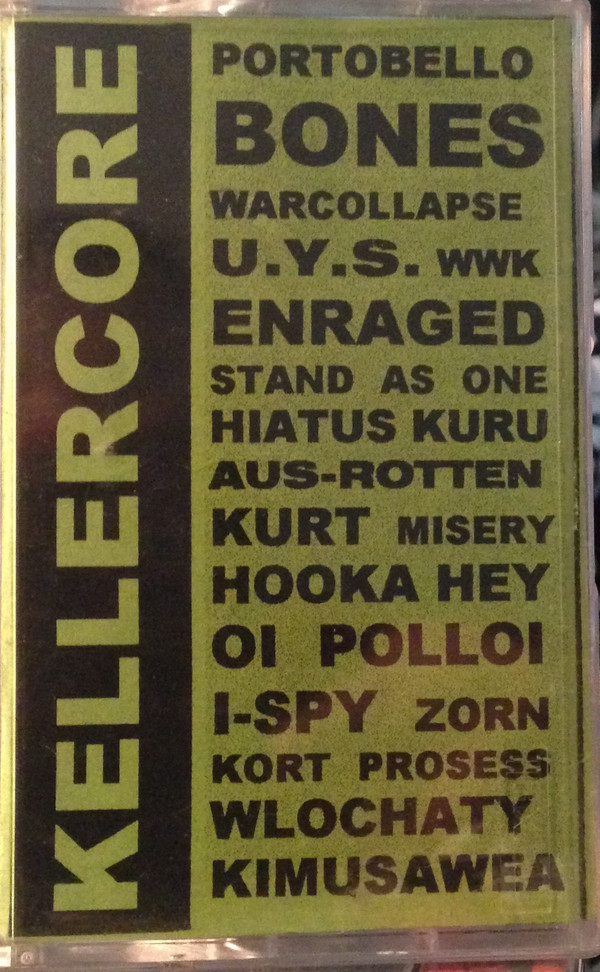 KELLERCORE
PORTOBELLO
BONES
WARCOLLAPSE
U.Y.S. WWK
ENRAGED
STAND AS ONE
HIATUS KURU
AUS-ROTTEN
KURT MISERY
HOOKA HEY
OI POLLOI
I-SPY ZORN
KORT PROSESS
WLOCHATY
KIMUSAWEA